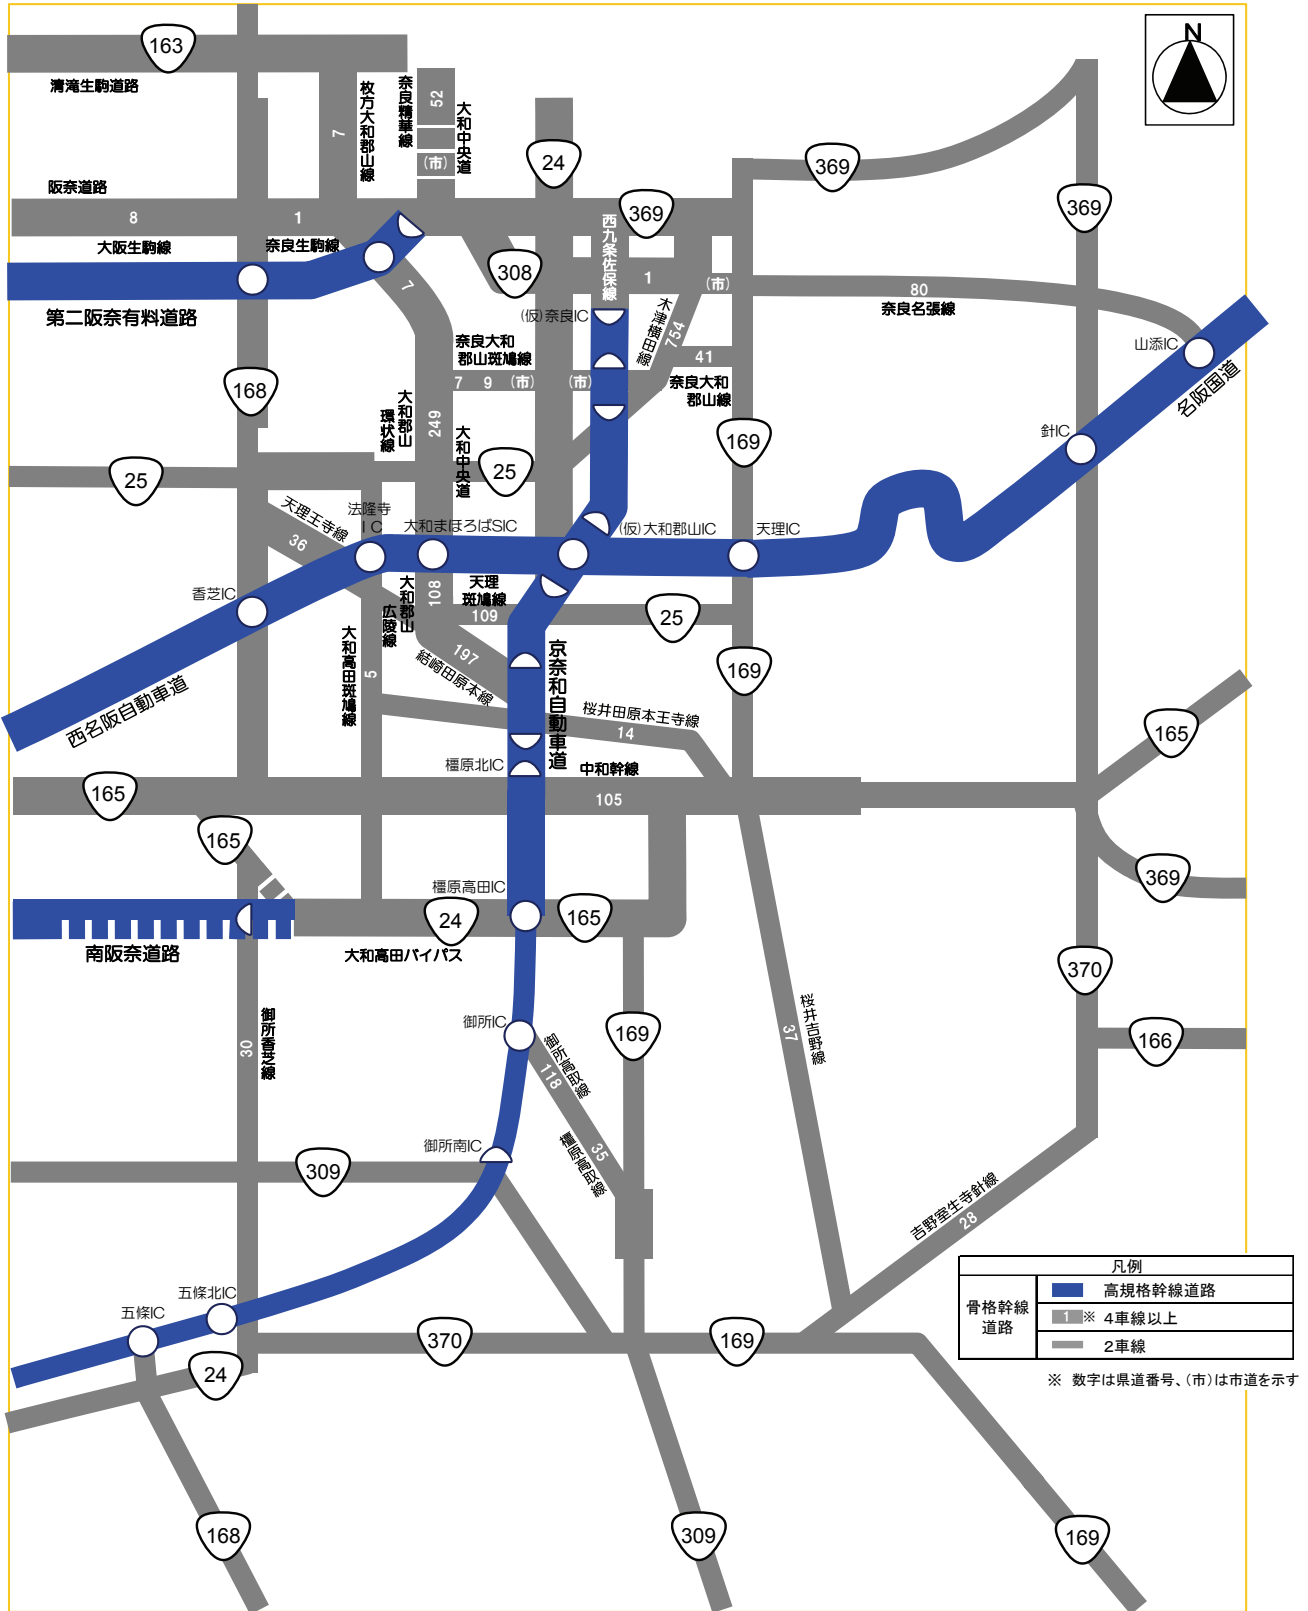 163
清滝生駒道路
枚方大和郡山線
7
奈良精華線
52
(市)
大和中央道
24
N
369
369
阪奈道路
8
1
大阪生駒線
奈良生駒線
369
西九条佐保線
308
1
(市)
80
奈良名張線
第二阪奈有料道路
7
(仮)奈良IC
木津横田線
754
山添IC
名阪国道
奈良大和
郡山斑鳩線
7
9
(市)
(市)
41
奈良大和
郡山線
168
大和郡山
環状線
249
大和中央道
169
針IC
25
25
天理王寺線
36
法隆寺
IC
大和まほろばSIC
(仮)大和郡山IC
天理IC
香芝IC
大和郡山
広陵線
108
天理
斑鳩線
109
25
大和高田斑鳩線
5
197
結崎田原本線
京奈和自動車道
169
西名阪自動車道
桜井田原本王寺線
14
165
橿原北IC
中和幹線
165
105
165
橿原高田IC
369
24
165
南阪奈道路
大和高田バイパス
370
御所香芝線
30
御所IC
169
桜井吉野線
37
166
御所高取線
118
橿原高取線
35
御所南IC
309
吉野室生寺針線
28
凡例
骨格幹線
道路
高規格幹線道路
1※ 4車線以上
2車線
※ 数字は県道番号、(市)は市道を示す
五條北IC
五條IC
370
169
24
168
309
169